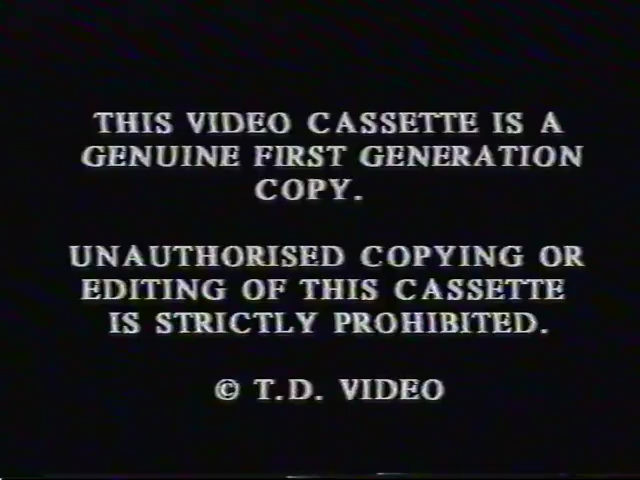 THIS VIDEO CASSETTE IS A
GENUINE FIRST GENERATION
COPY.
UNAUTHORISED COPYING OR
EDITING OF THIS CASSETTE
IS STRICTLY PROHIBITED.
© T.D. VIDEO